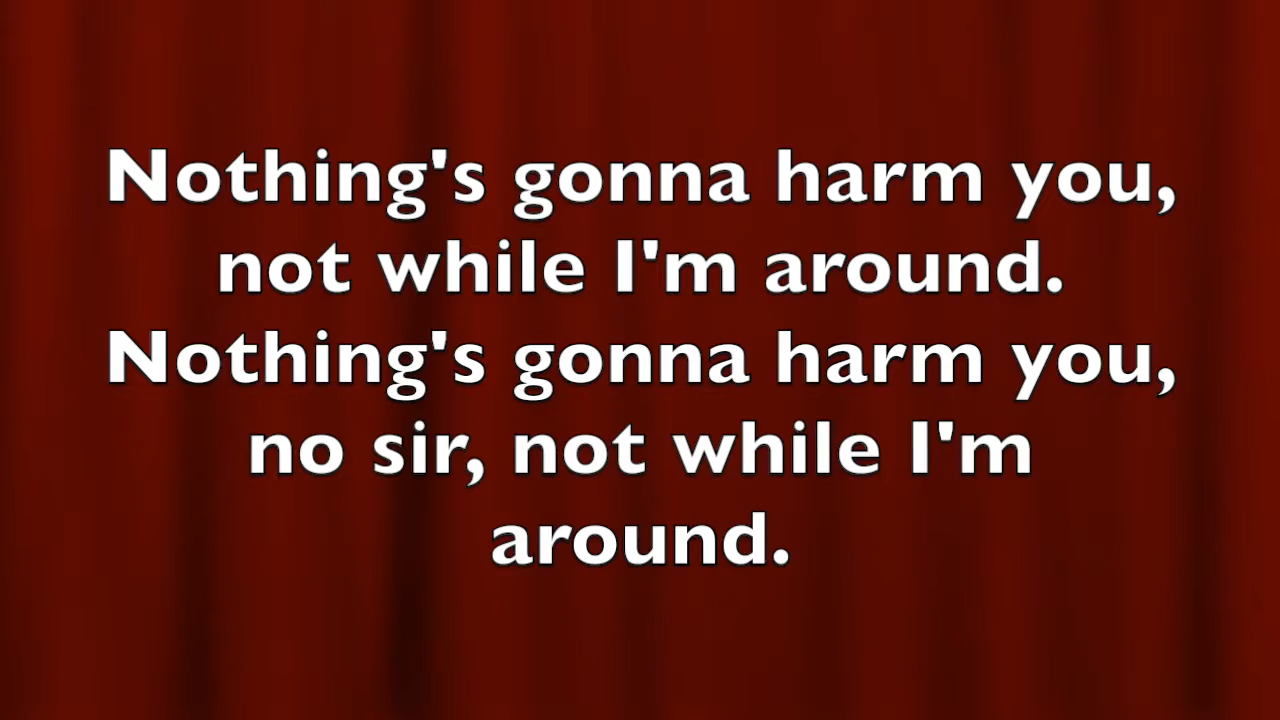 Nothing's gonna harm you,
not while I'm around.
Nothing's gonna harm you,
no sir, not while I'm
around.